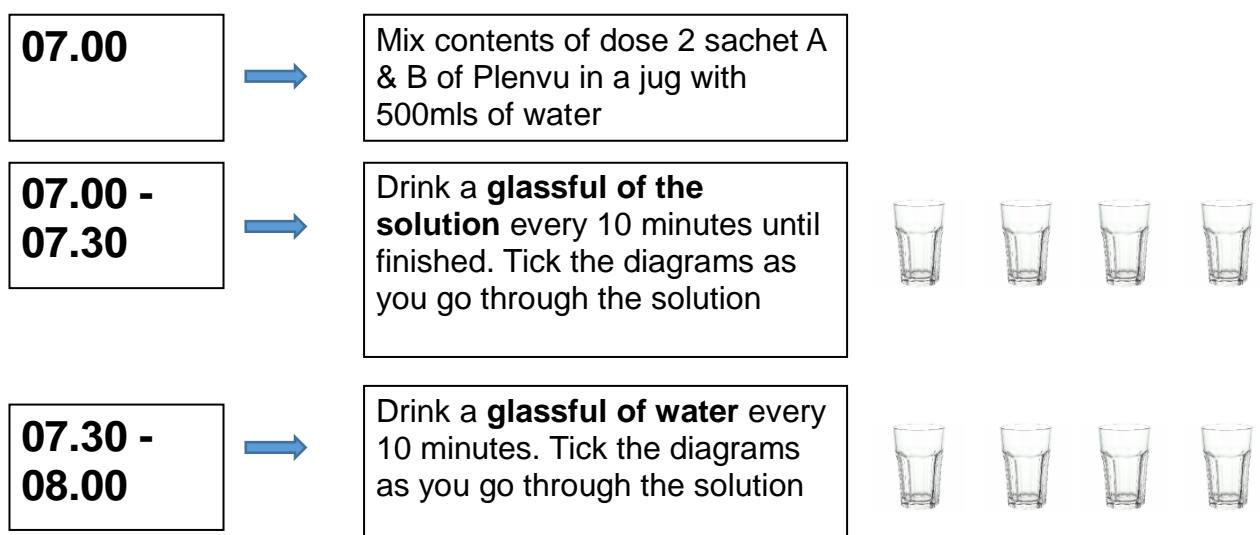 07.00
Mix contents of dose 2 sachet A
& B of Plenvu in a jug with
500mls of water
07.00 -
07.30
Drink a glassful of the
solution every 10 minutes until
finished. Tick the diagrams as
you go through the solution
07.30 -
08.00
Drink a glassful of water every
10 minutes. Tick the diagrams
as you go through the solution